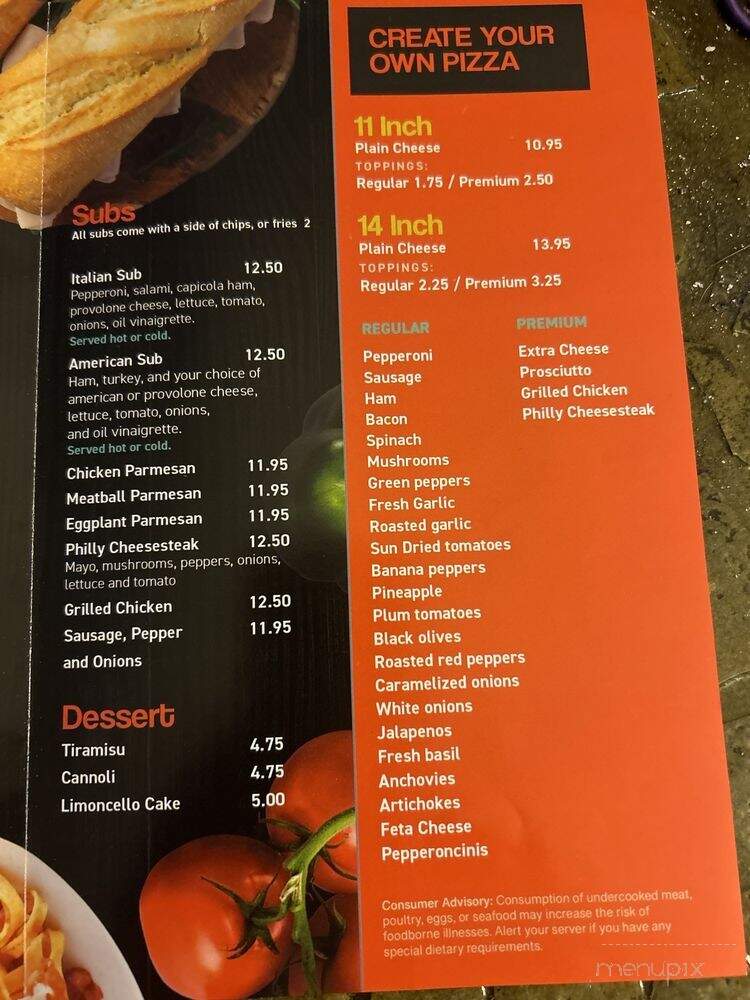 Subs
All subs come with a side of chips, or fries 2
Italian Sub 12.50
Pepperoni, salami, capicola ham,
provolone cheese, lettuce, tomato,
onions, oil vinaigrette.
Served hot or cold.
American Sub 12.50
Ham, turkey, and your choice of
american or provolone cheese,
lettuce, tomato, onions,
and oil vinaigrette.
Served hot or cold.
Chicken Parmesan 11.95
Meatball Parmesan 11.95
Eggplant Parmesan 11.95
Philly Cheesesteak 12.50
Mayo, mushrooms, peppers, onions,
lettuce and tomato
Grilled Chicken 12.50
Sausage, Pepper 11.95
and Onions
Dessert
Tiramisu 4.75
Cannoli 4.75
Limoncello Cake 5.00
CREATE YOUR
OWN PIZZA
11 Inch
Plain Cheese 10.95
TOPPINGS:
Regular 1.75 / Premium 2.50
14 Inch
Plain Cheese 13.95
TOPPINGS:
Regular 2.25 / Premium 3.25
REGULAR
Pepperoni
Sausage
Ham
Bacon
Spinach
Mushrooms
Green peppers
Fresh Garlic
Roasted garlic
Sun Dried tomatoes
Banana peppers
Pineapple
Plum tomatoes
Black olives
Roasted red peppers
Caramelized onions
White onions
Jalapenos
Fresh basil
Anchovies
Artichokes
Feta Cheese
Pepperoncinis
PREMIUM
Extra Cheese
Prosciutto
Grilled Chicken
Philly Cheesesteak
Consumer Advisory: Consumption of undercooked meat,
poultry, eggs, or seafood may increase the risk of
foodborne illnesses. Alert your server if you have any
special dietary requirements.
menupix